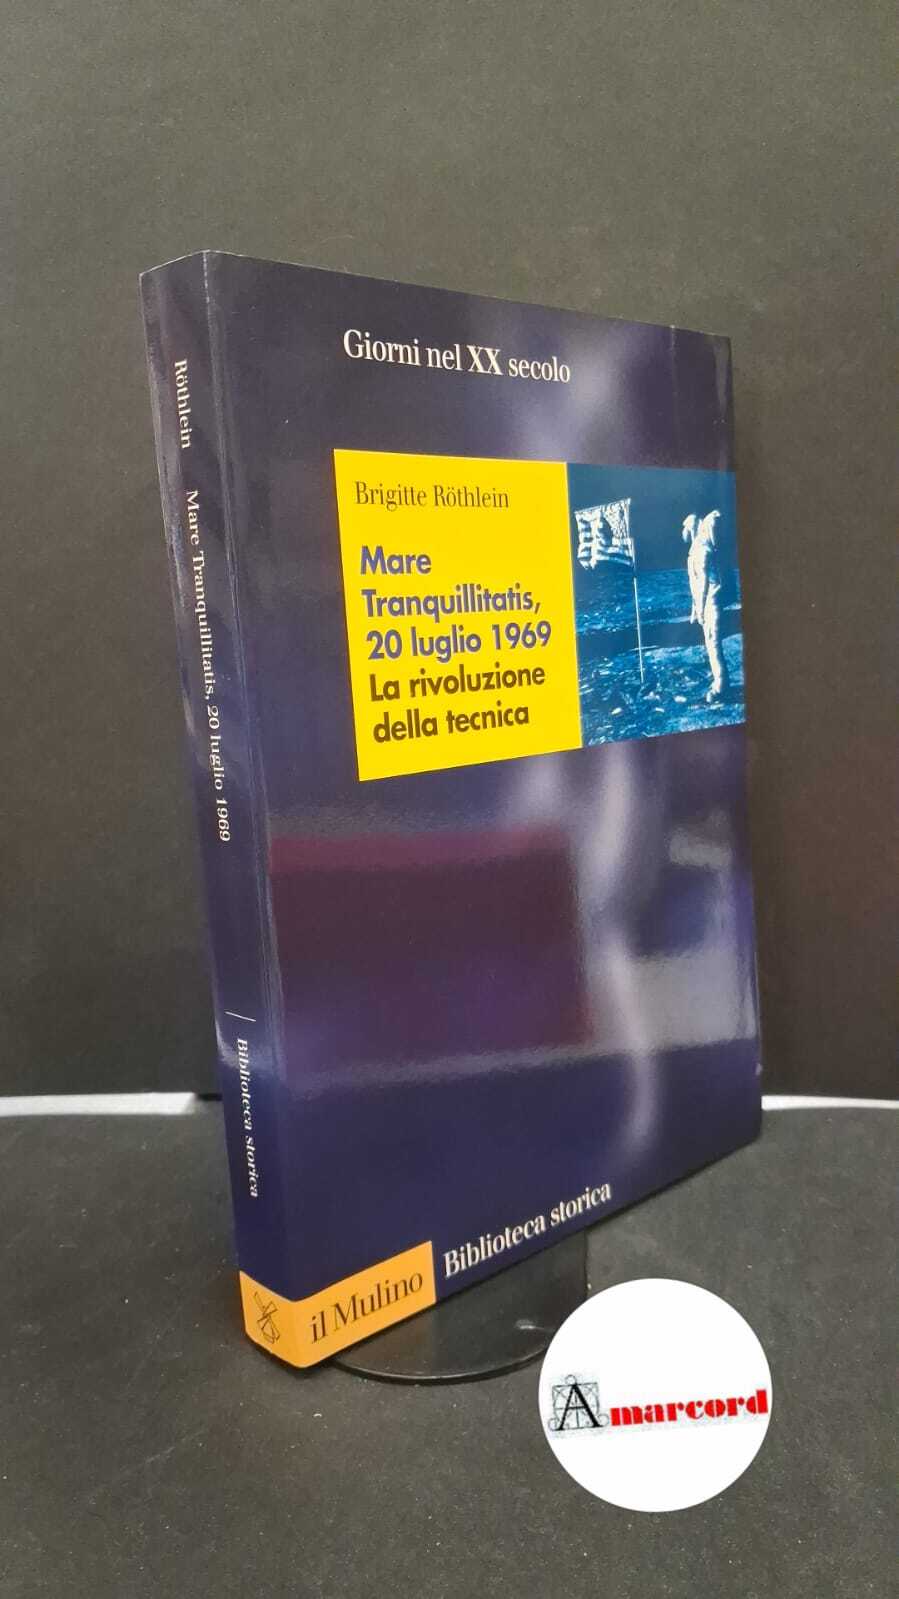 Giorni nel XX secolo
Brigitte Röthlein
Mare
Tranquillitatis,
20 luglio 1969
La rivoluzione
della tecnica
il Mulino
Biblioteca storica
Röthlein Mare Tranquillitatis, 20 luglio 1969
Biblioteca storica
Amarcord